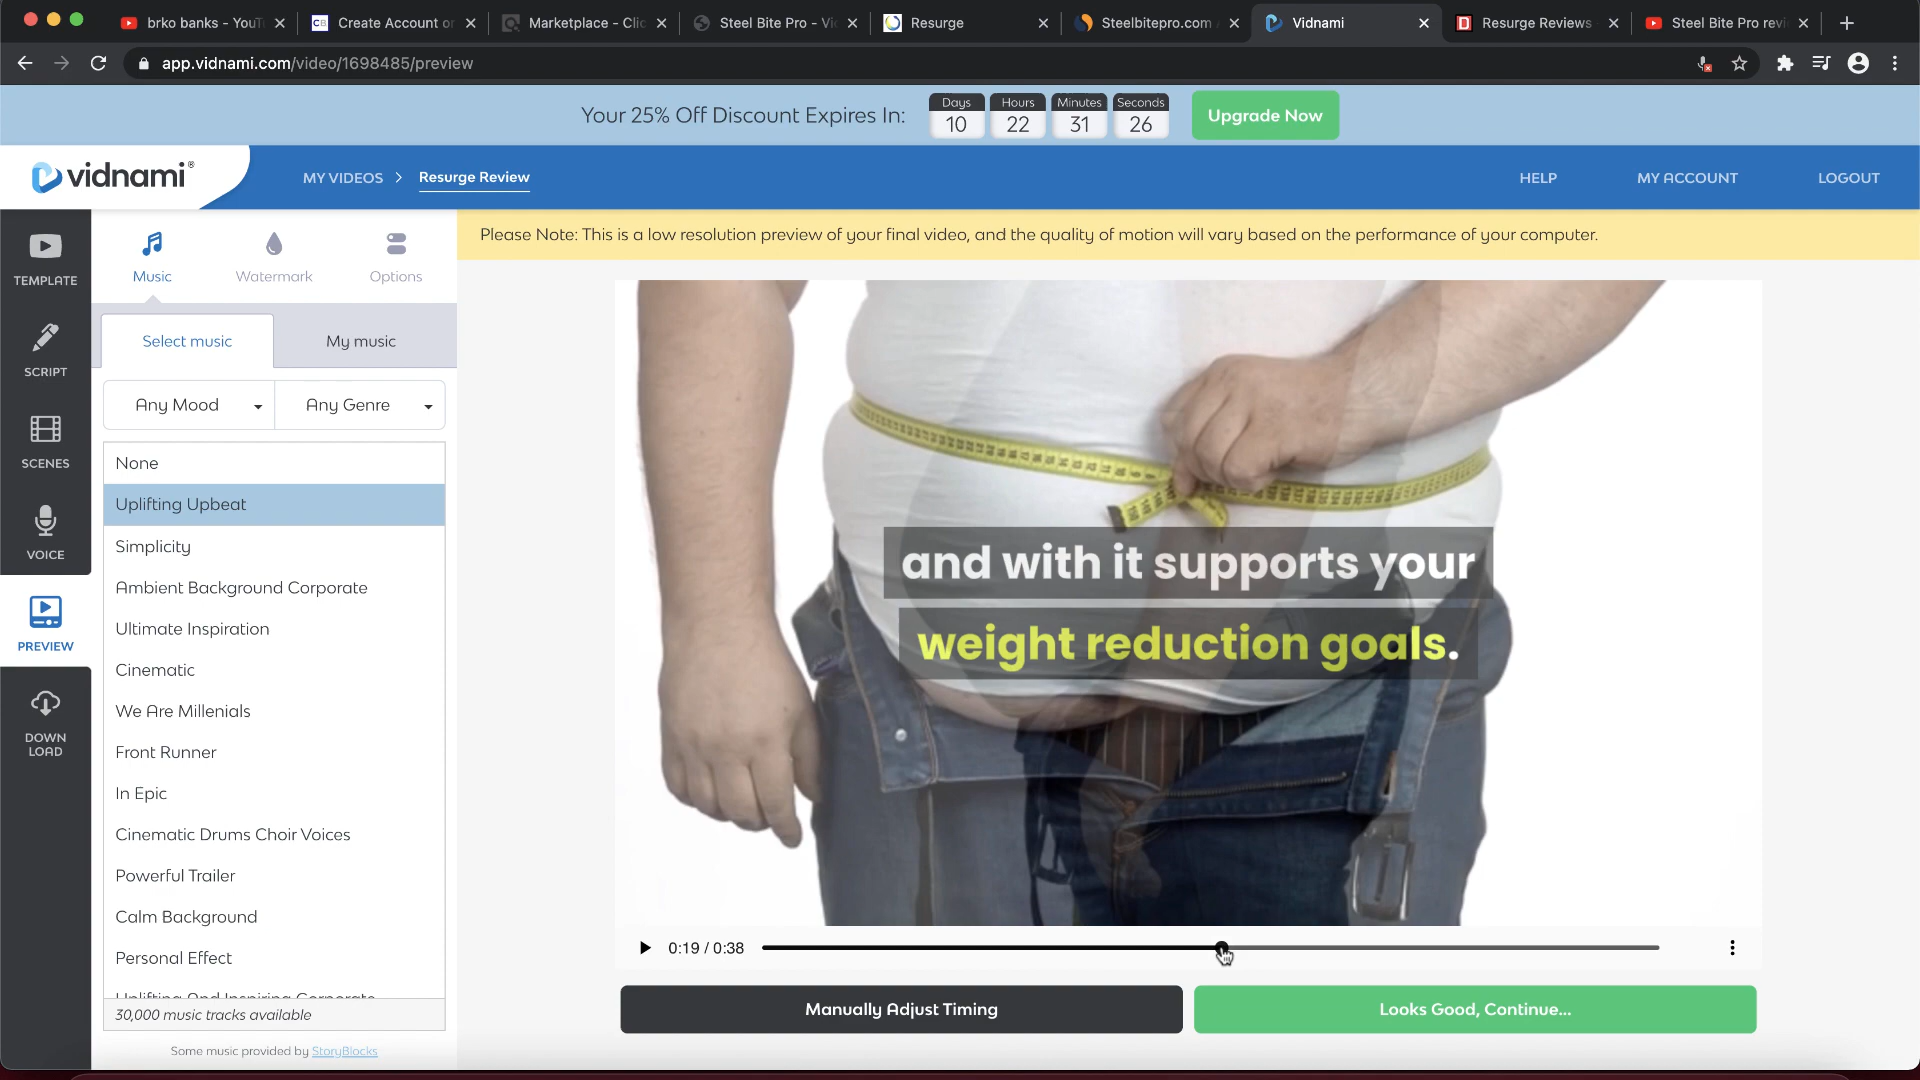 brko banks - YouT
Create Account or
Marketplace - Clic
Steel Bite Pro - Vi
Resurge
Steelbitepro.com
Vidnami
Resurge Reviews
Steel Bite Pro revi
app.vidnami.com/video/1698485/preview
Your 25% Off Discount Expires In:
Days
Hours
Minutes
Seconds
10
22
31
26
Upgrade Now
vidnami®
MY VIDEOS > Resurge Review
HELP
MY ACCOUNT
LOGOUT
TEMPLATE
SCRIPT
SCENES
VOICE
PREVIEW
DOWN
LOAD
Music
Watermark
Options
Select music
My music
Any Mood
Any Genre
None
Uplifting Upbeat
Simplicity
Ambient Background Corporate
Ultimate Inspiration
Cinematic
We Are Millenials
Front Runner
In Epic
Cinematic Drums Choir Voices
Powerful Trailer
Calm Background
Personal Effect
Uplifting And Inspiring Corporate
30,000 music tracks available
Some music provided by StoryBlocks
Please Note: This is a low resolution preview of your final video, and the quality of motion will vary based on the performance of your computer.
and with it supports your
weight reduction goals.
0:19 / 0:38
Manually Adjust Timing
Looks Good, Continue...